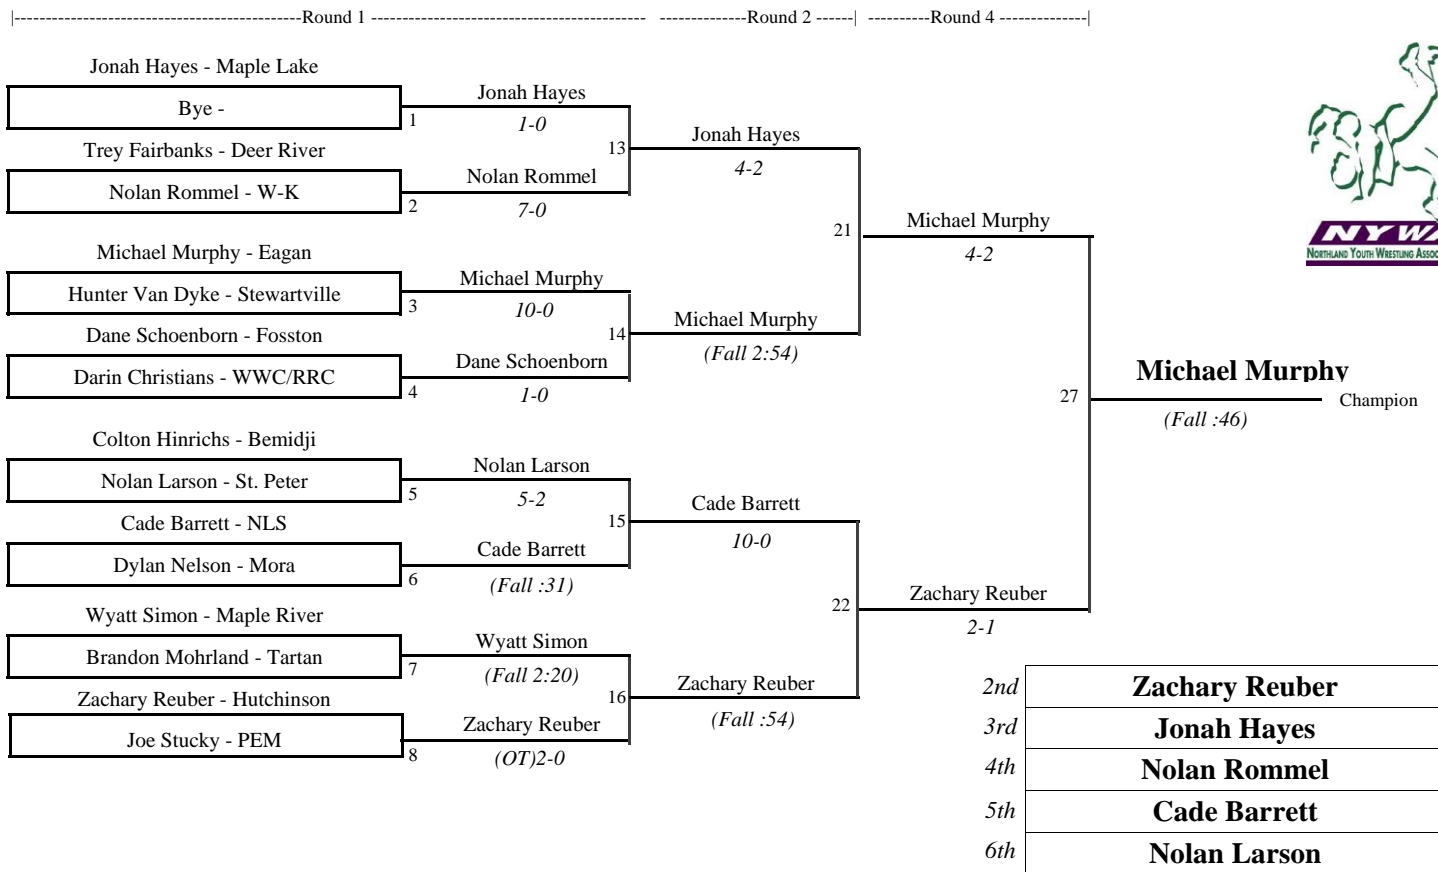 |----------------------------------------------Round 1 -------------------------------------------- --------------Round 2 ------| ----------Round 4 --------------|
Jonah Hayes - Maple Lake
Bye -
1
Jonah Hayes
1-0
Trey Fairbanks - Deer River
Nolan Rommel - W-K
2
Nolan Rommel
7-0
13
Jonah Hayes
4-2
Michael Murphy - Eagan
Hunter Van Dyke - Stewartville
3
Michael Murphy
10-0
Dane Schoenborn - Fosston
Darin Christians - WWC/RRC
4
Dane Schoenborn
1-0
14
Michael Murphy
(Fall 2:54)
21
Michael Murphy
4-2
Colton Hinrichs - Bemidji
Nolan Larson - St. Peter
5
Nolan Larson
5-2
Cade Barrett - NLS
Dylan Nelson - Mora
6
Cade Barrett
(Fall :31)
15
Cade Barrett
10-0
Wyatt Simon - Maple River
Brandon Mohrland - Tartan
7
Wyatt Simon
(Fall 2:20)
Zachary Reuber - Hutchinson
Joe Stucky - PEM
8
Zachary Reuber
(OT)2-0
16
Zachary Reuber
(Fall :54)
22
Zachary Reuber
2-1
27
Michael Murphy
Champion
(Fall :46)
NYWA
NORTHLAND YOUTH WRESTLING ASSOC
2nd Zachary Reuber
3rd Jonah Hayes
4th Nolan Rommel
5th Cade Barrett
6th Nolan Larson